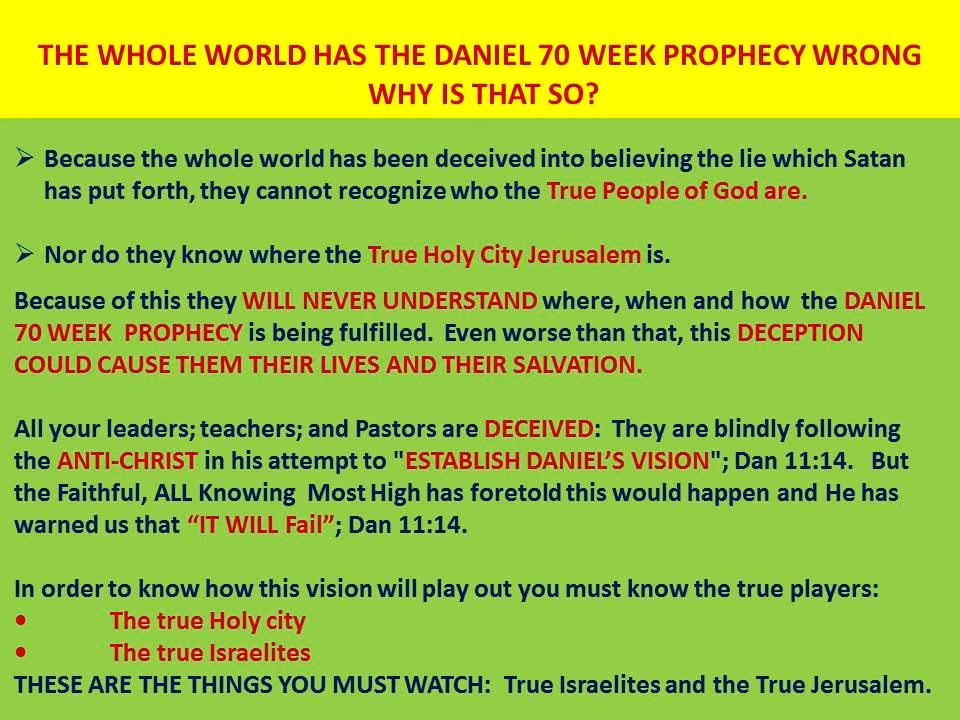 THE WHOLE WORLD HAS THE DANIEL 70 WEEK PROPHECY WRONG
WHY IS THAT SO?
➢ Because the whole world has been deceived into believing the lie which Satan
has put forth, they cannot recognize who the True People of God are.
➢ Nor do they know where the True Holy City Jerusalem is.
Because of this they WILL NEVER UNDERSTAND where, when and how the DANIEL
70 WEEK PROPHECY is being fulfilled. Even worse than that, this DECEPTION
COULD CAUSE THEM THEIR LIVES AND THEIR SALVATION.
All your leaders; teachers; and Pastors are DECEIVED: They are blindly following
the ANTI-CHRIST in his attempt to "ESTABLISH DANIEL’S VISION"; Dan 11:14. But
the Faithful, ALL Knowing Most High has foretold this would happen and He has
warned us that “IT WILL Fail”; Dan 11:14.
In order to know how this vision will play out you must know the true players:
• The true Holy city
• The true Israelites
THESE ARE THE THINGS YOU MUST WATCH: True Israelites and the True Jerusalem.